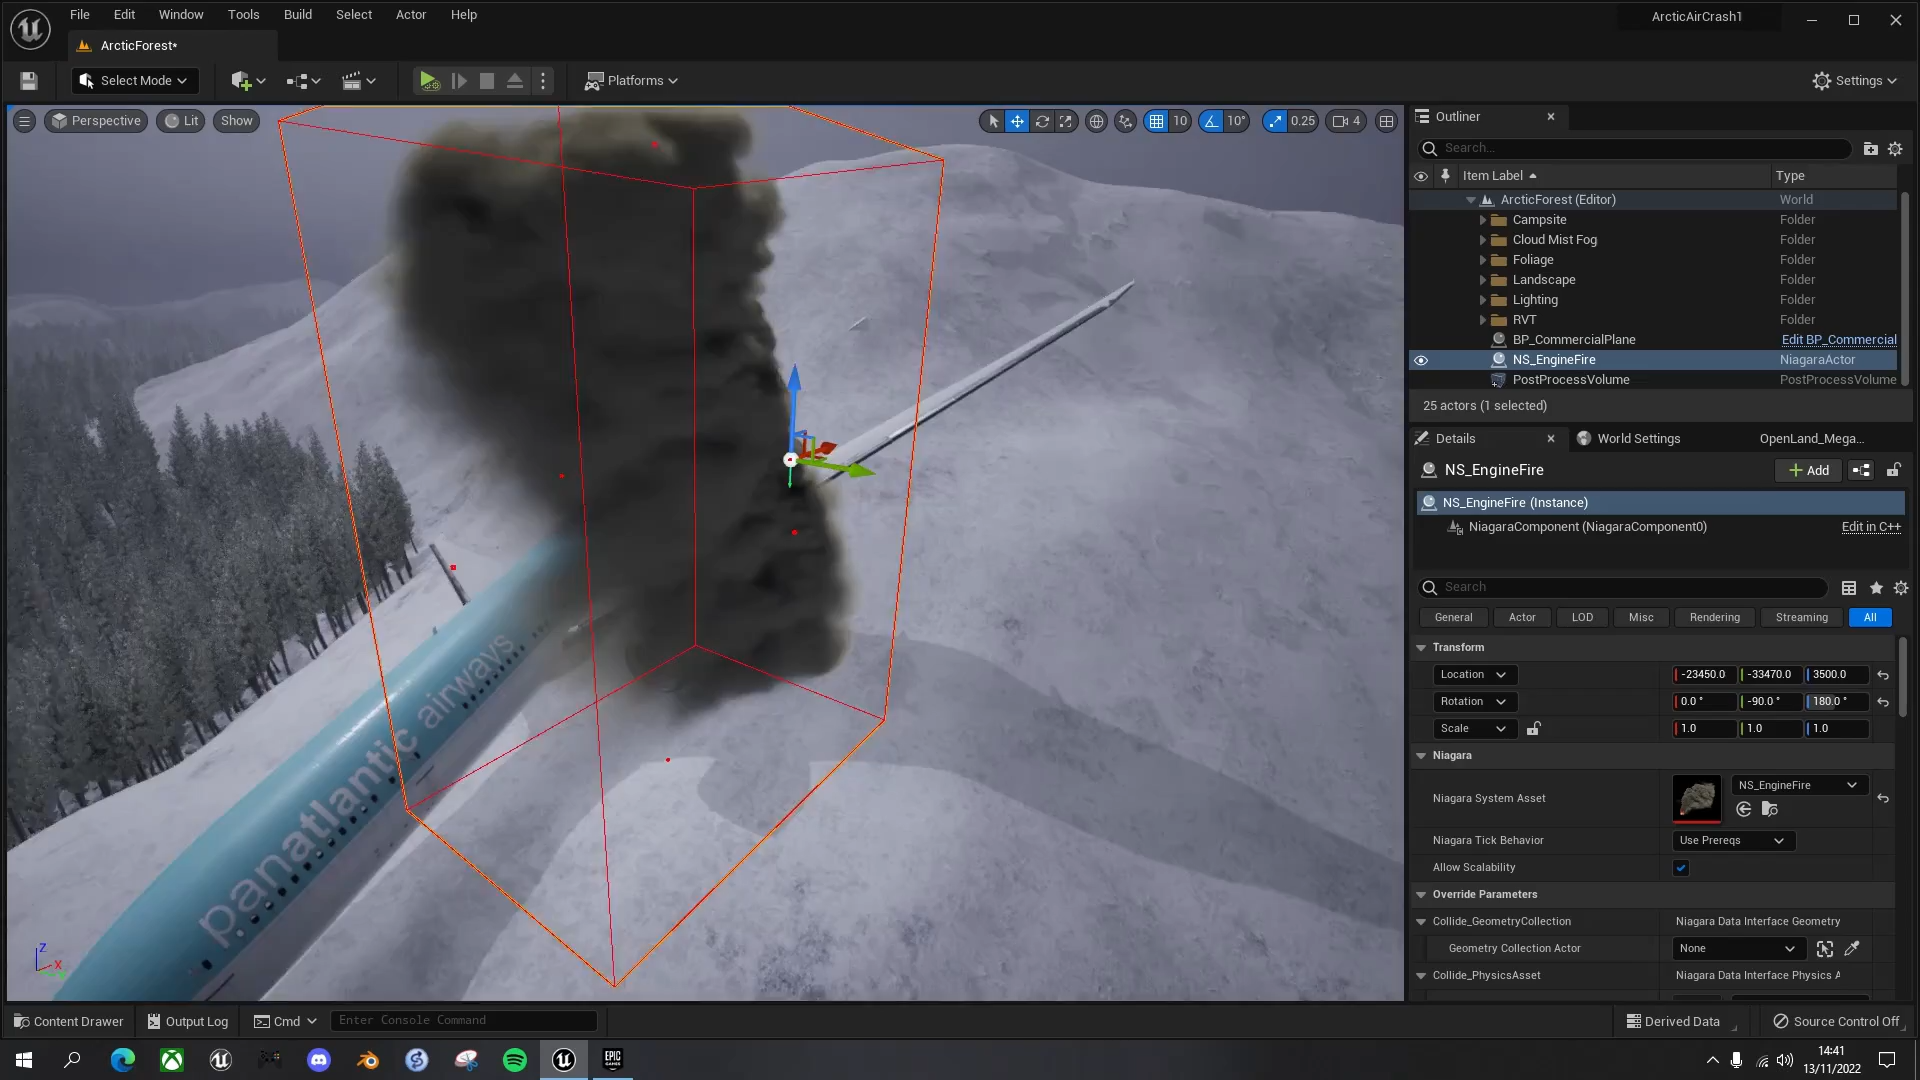 File Edit Window Tools Build Select Actor Help
ArcticAirCrash1
ArcticForest*
Select Mode
Platforms
Settings
Perspective Lit Show
10 10° 0.25 4
Outliner
Search...
Item Label Type
ArcticForest (Editor) World
Campsite Folder
Cloud Mist Fog Folder
Foliage Folder
Landscape Folder
Lighting Folder
RVT Folder
BP_CommercialPlane Edit BP_Commercial
NS_EngineFire NiagaraActor
PostProcessVolume PostProcessVolume
25 actors (1 selected)
Details World Settings OpenLand_Mega...
NS_EngineFire Add
NS_EngineFire (Instance)
NiagaraComponent (NiagaraComponent0) Edit in C++
Search
General Actor LOD Misc Rendering Streaming All
Transform
Location -23450.0 -33470.0 3500.0
Rotation 0.0 ° -90.0 ° 180.0 °
Scale 1.0 1.0 1.0
Niagara
Niagara System Asset NS_EngineFire
Niagara Tick Behavior Use Prereqs
Allow Scalability
Override Parameters
Collide_GeometryCollection Niagara Data Interface Geometry
Geometry Collection Actor None
Collide_PhysicsAsset Niagara Data Interface Physics A
panatlantic airways
Z
X
Content Drawer Output Log Cmd Enter Console Command
Derived Data Source Control Off
EPIC
GAMES
14:41
13/11/2022